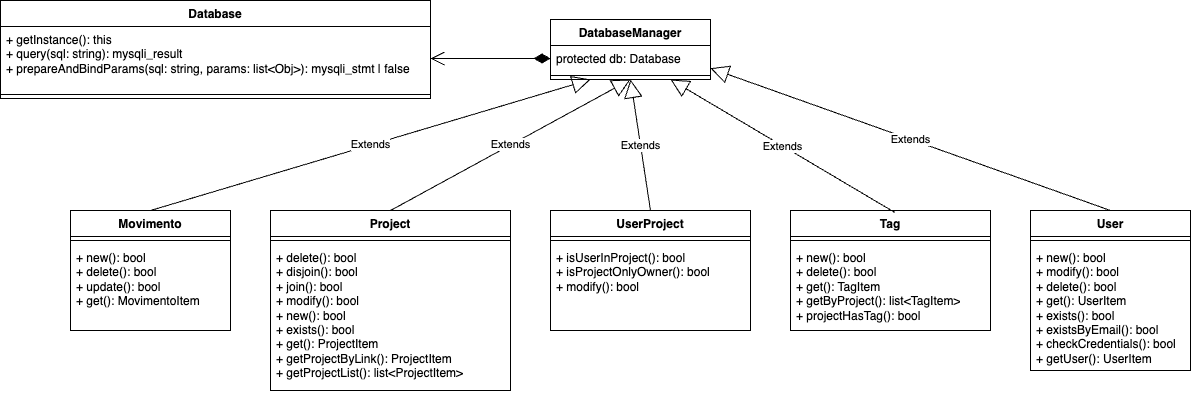 Database
+ getInstance(): this
+ query(sql: string): mysqli_result
+ prepareAndBindParams(sql: string, params: list<Obj>): mysqli_stmt | false
DatabaseManager
protected db: Database
Extends
Extends
Extends
Extends
Extends
Movimento
+ new(): bool
+ delete(): bool
+ update(): bool
+ get(): MovimentoItem
Project
+ delete(): bool
+ disjoin(): bool
+ join(): bool
+ modify(): bool
+ new(): bool
+ exists(): bool
+ get(): ProjectItem
+ getProjectByLink(): ProjectItem
+ getProjectList(): list<ProjectItem>
UserProject
+ isUserInProject(): bool
+ isProjectOnlyOwner(): bool
+ modify(): bool
Tag
+ new(): bool
+ delete(): bool
+ get(): TagItem
+ getByProject(): list<TagItem>
+ projectHasTag(): bool
User
+ new(): bool
+ modify(): bool
+ delete(): bool
+ get(): UserItem
+ exists(): bool
+ existsByEmail(): bool
+ checkCredentials(): bool
+ getUser(): UserItem